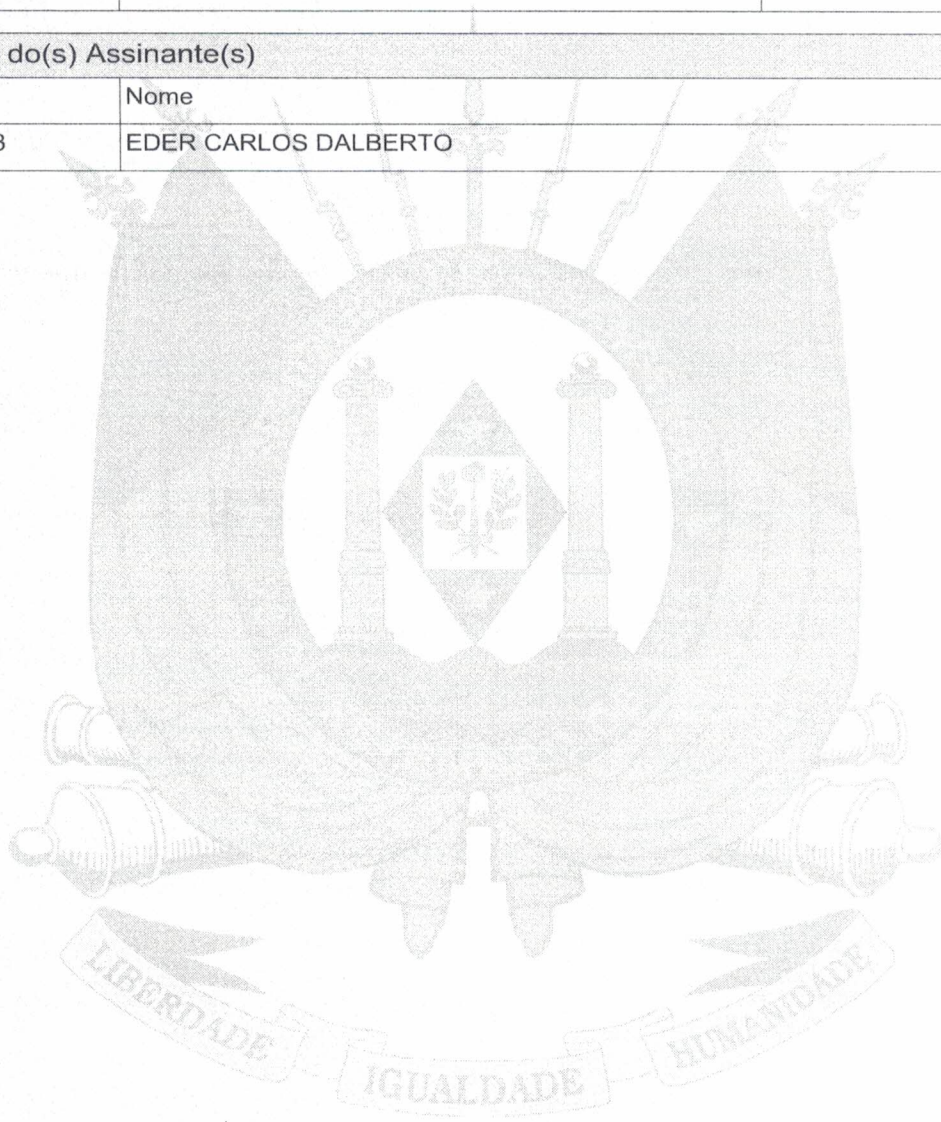 do(s) Assinante(s)
Nome
3 EDER CARLOS DALBERTO
LIBERDADE IGUALDADE HUMANIDADE